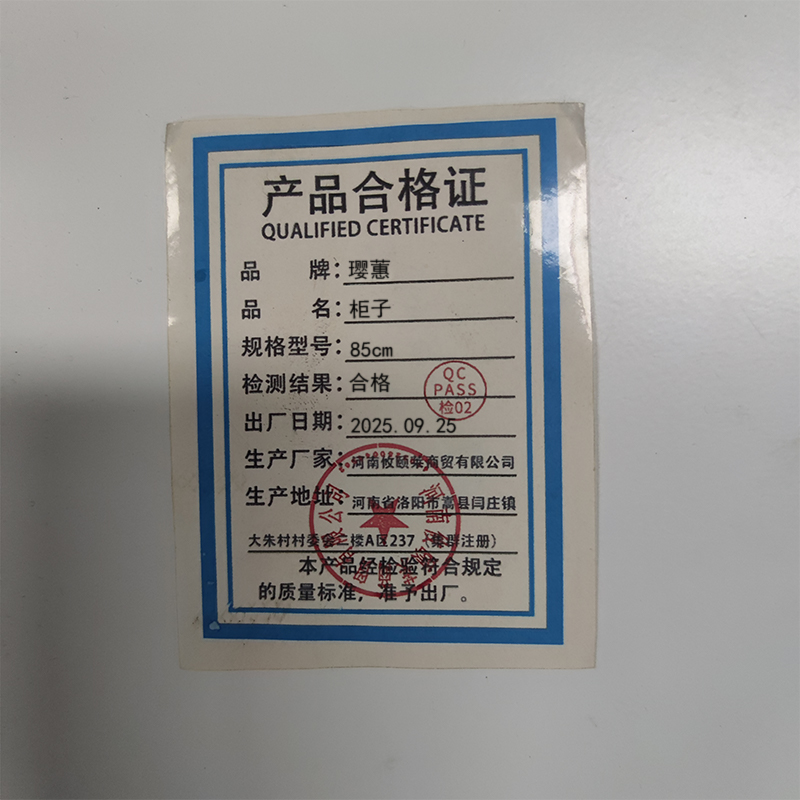 产品合格证
QUALIFIED CERTIFICATE
品 牌：璎蕙
品 名：柜子
规格型号：85cm
检测结果：合格
QC
PASS
检02
出厂日期：2025.09.25
生产厂家：河南攸颐莱商贸有限公司
生产地址：河南省洛阳市嵩县闫庄镇
大朱村村委会三楼A区237（集群注册）
本产品经检验符合规定
的质量标准，准予出厂。